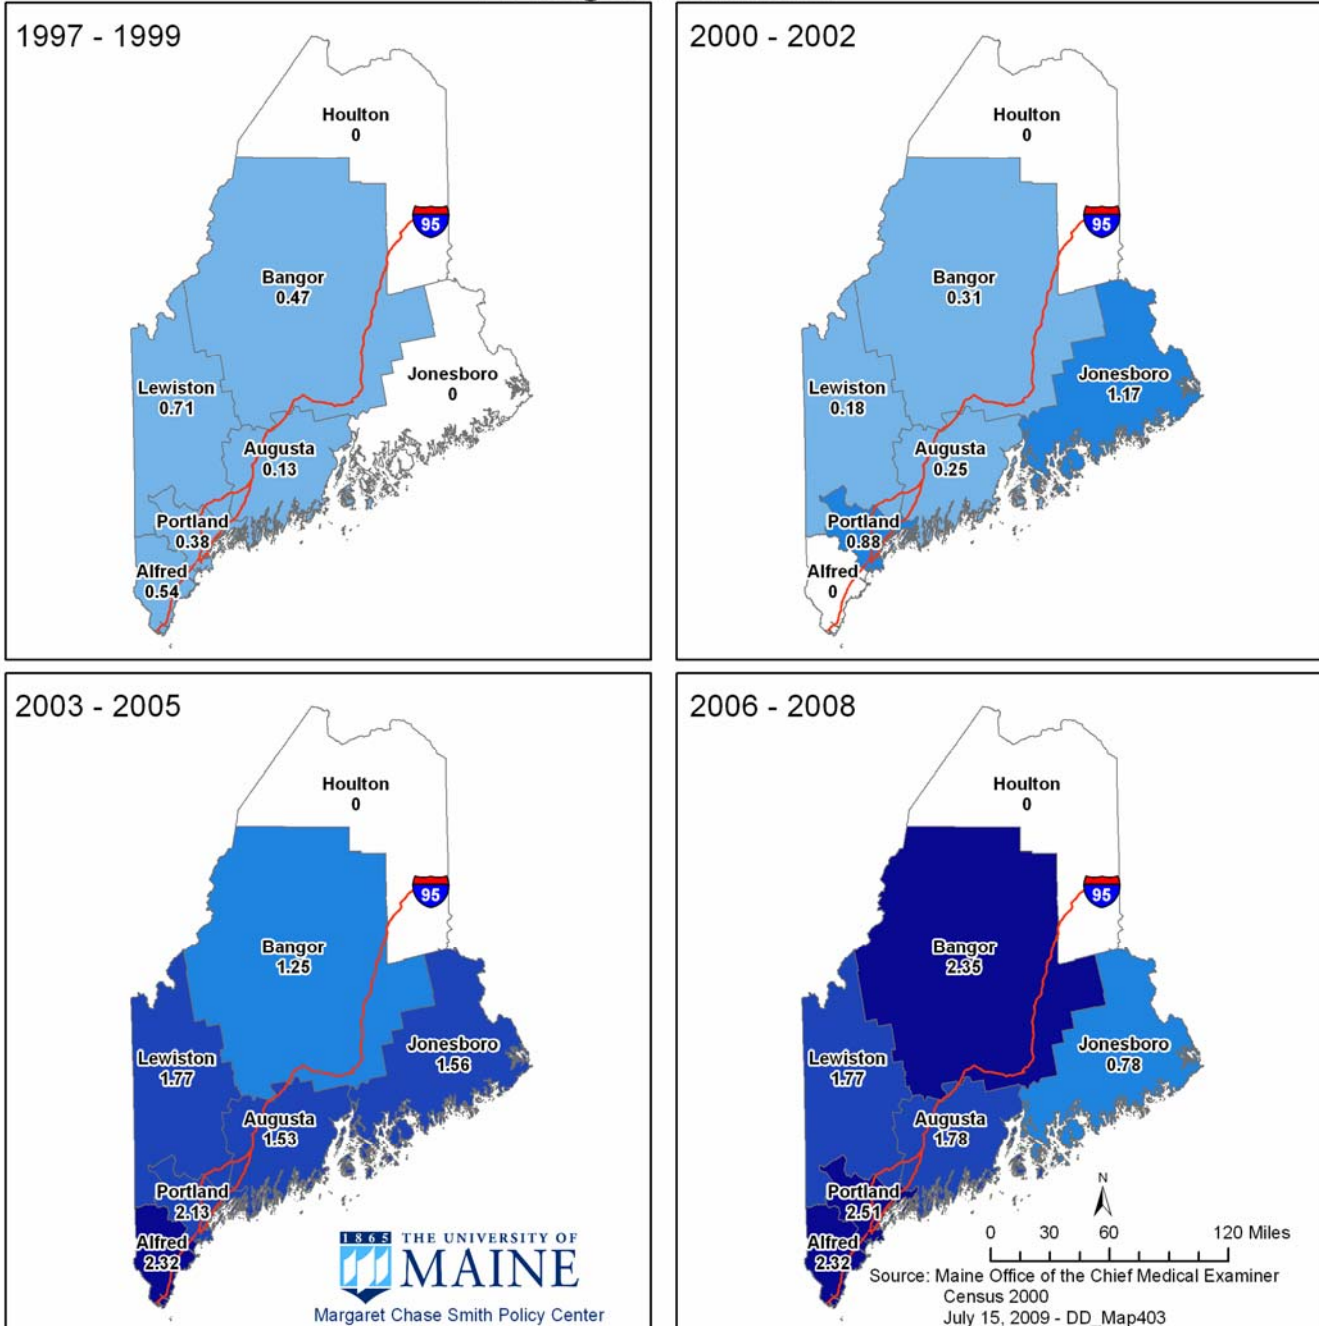 1997 - 1999
Houlton
0
95
Bangor
0.47
Lewiston
0.71
Jonesboro
0
Augusta
0.13
Portland
0.38
Alfred
0.54
2000 - 2002
Houlton
0
95
Bangor
0.31
Lewiston
0.18
Jonesboro
1.17
Augusta
0.25
Portland
0.88
Alfred
0
2003 - 2005
Houlton
0
95
Bangor
1.25
Lewiston
1.77
Jonesboro
1.56
Augusta
1.53
Portland
2.13
Alfred
2.32
1865 THE UNIVERSITY OF
MAINE
Margaret Chase Smith Policy Center
2006 - 2008
Houlton
0
95
Bangor
2.35
Lewiston
1.77
Jonesboro
0.78
Augusta
1.78
Portland
2.51
Alfred
2.32
N
0 30 60 120 Miles
Source: Maine Office of the Chief Medical Examiner
Census 2000
July 15, 2009 - DD_Map403